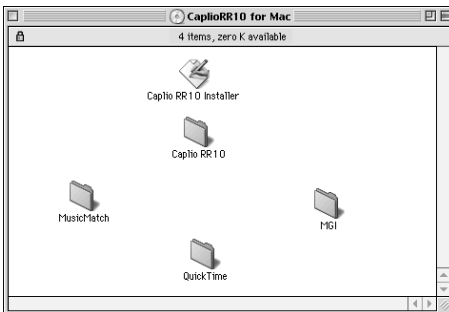 CaplioRR10 for Mac
4 items, zero K available
Caplio RR10 Installer
Caplio RR10
MusicMatch
MGI
QuickTime